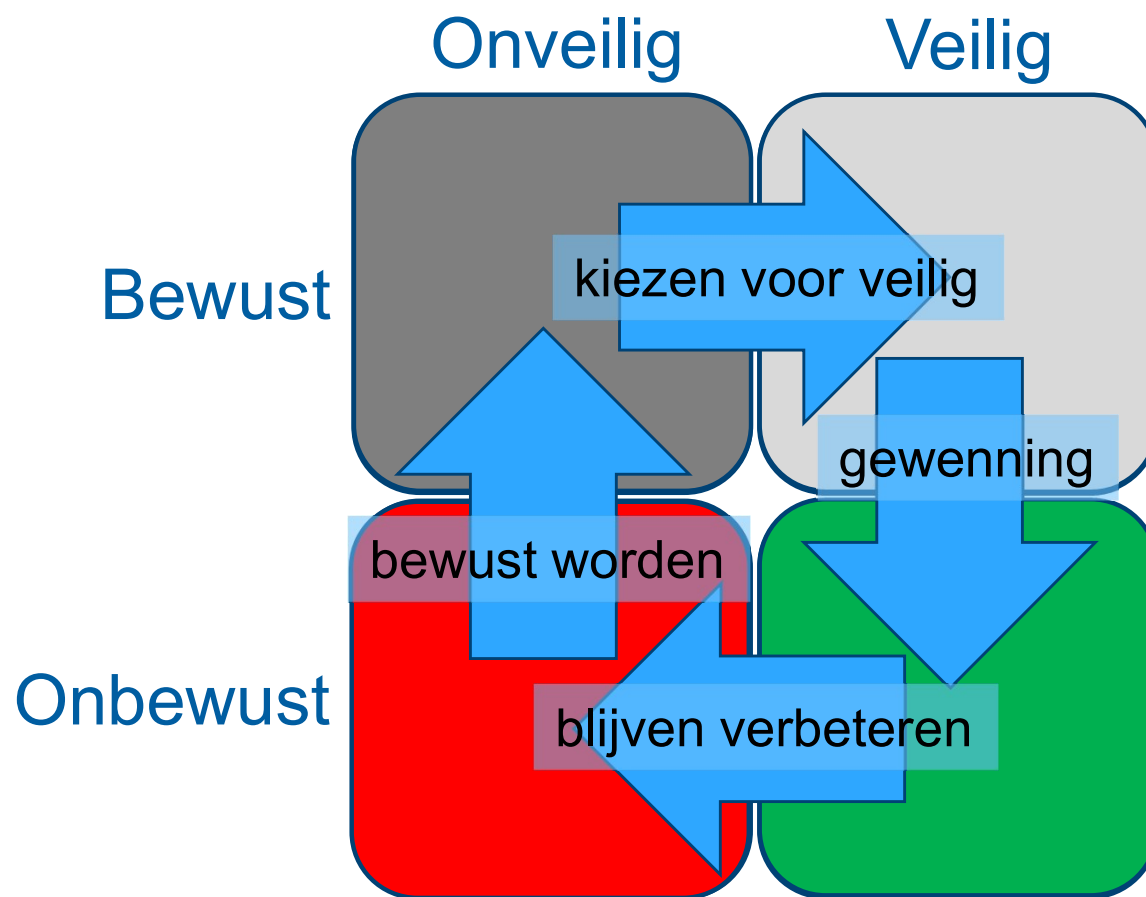 Onveilig
Veilig
Bewust
kiezen voor veilig
gewenning
bewust worden
Onbewust
blijven verbeteren